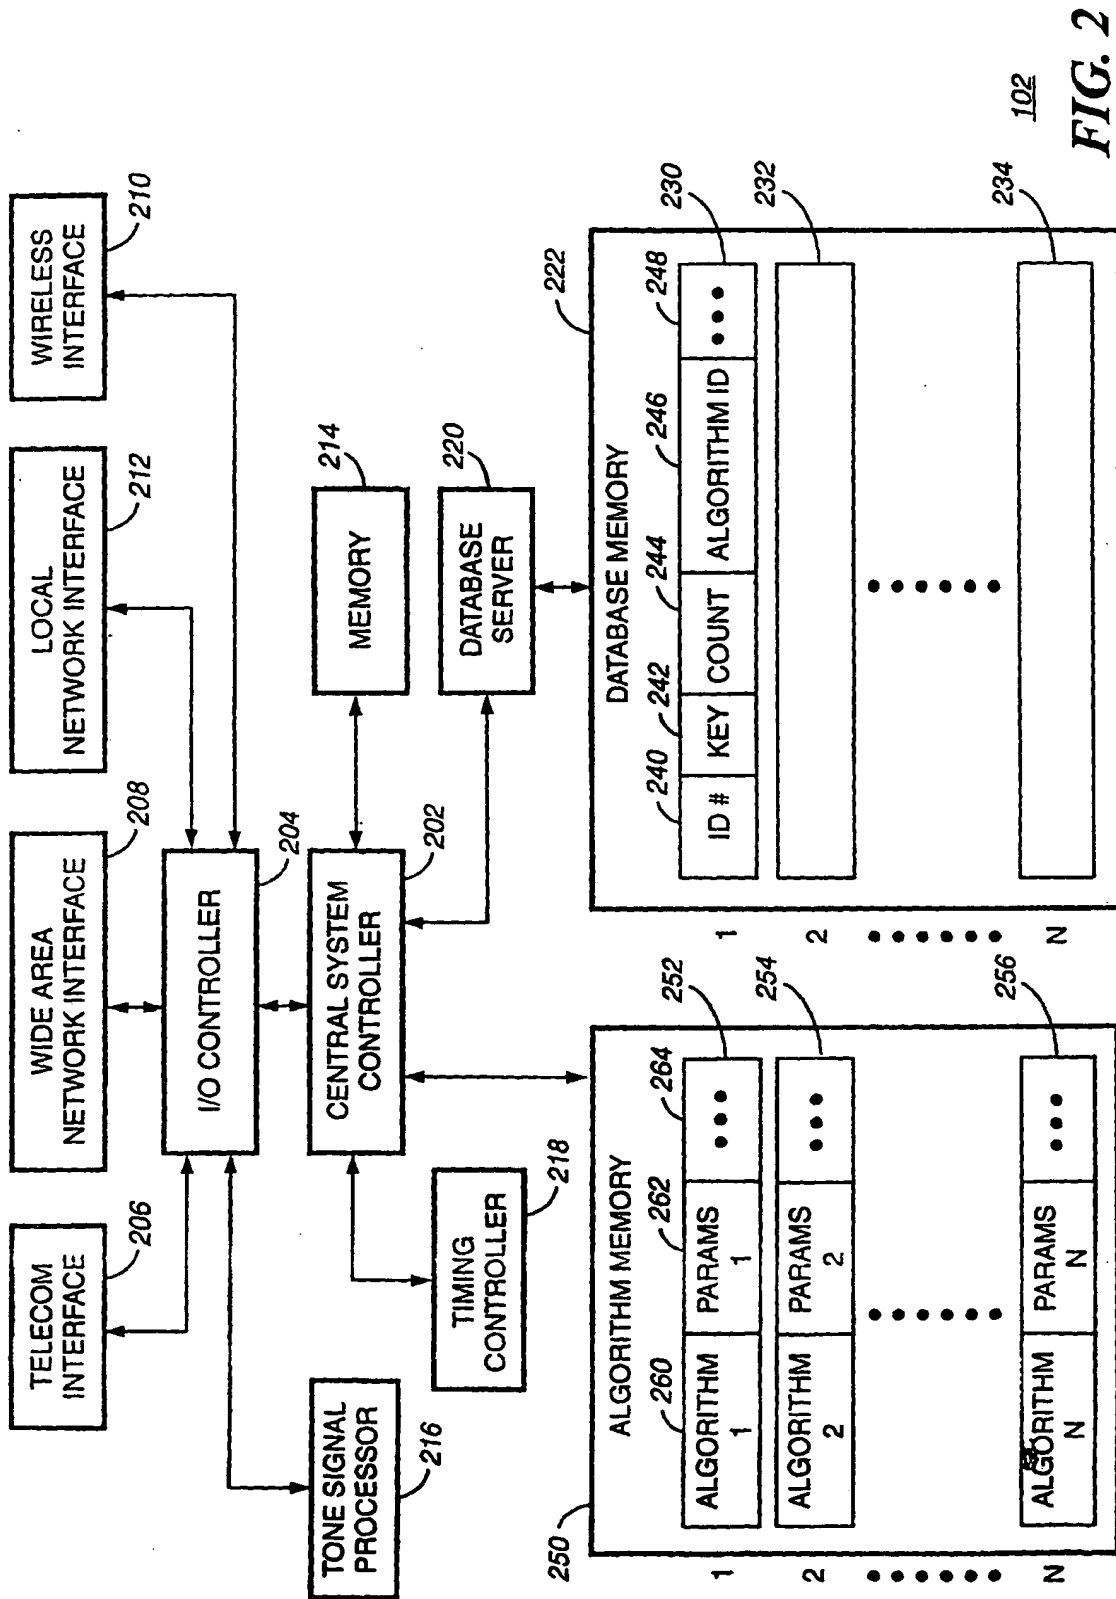 TELECOM
INTERFACE
206
WIDE AREA
NETWORK INTERFACE
208
LOCAL
NETWORK INTERFACE
212
WIRELESS
INTERFACE
210
I/O CONTROLLER
204
TONE SIGNAL
PROCESSOR
216
CENTRAL SYSTEM
CONTROLLER
202
MEMORY
214
TIMING
CONTROLLER
218
DATABASE
SERVER
220
250
ALGORITHM MEMORY
260
262
264
1
ALGORITHM
1
PARAMS
1
•••
252
2
ALGORITHM
2
PARAMS
2
•••
254
N
ALGORITHM
N
PARAMS
N
•••
256
222
DATABASE MEMORY
240
242
244
246
248
1
ID #
KEY
COUNT
ALGORITHM ID
•••
230
2
232
N
234
102
FIG. 2